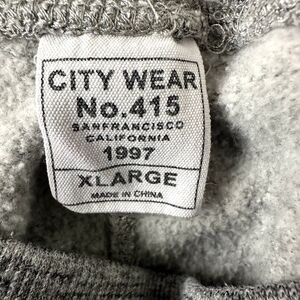 CITY WEAR
No.415
SANFRANCISCO
CALIFORNIA
1997
XLARGE
MADE IN CHINA